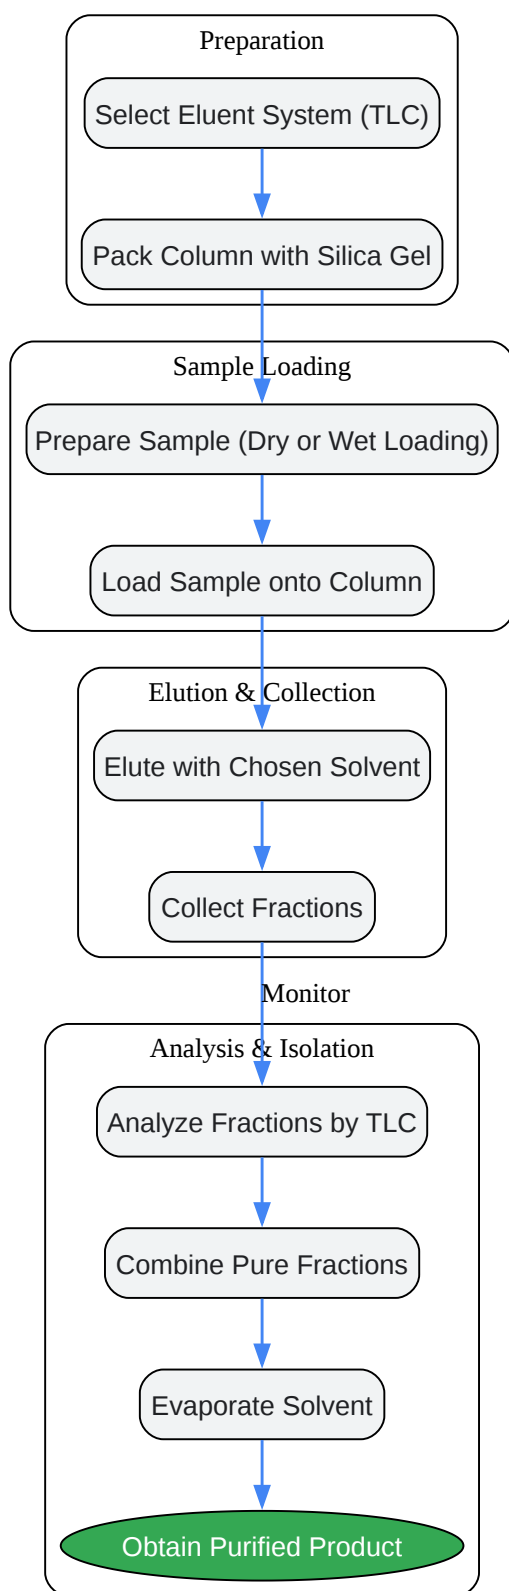 Preparation
Select Eluent System (TLC)
Pack Column with Silica Gel
Sample Loading
Prepare Sample (Dry or Wet Loading)
Load Sample onto Column
Elution & Collection
Elute with Chosen Solvent
Collect Fractions
Monitor
Analysis & Isolation
Analyze Fractions by TLC
Combine Pure Fractions
Evaporate Solvent
Obtain Purified Product